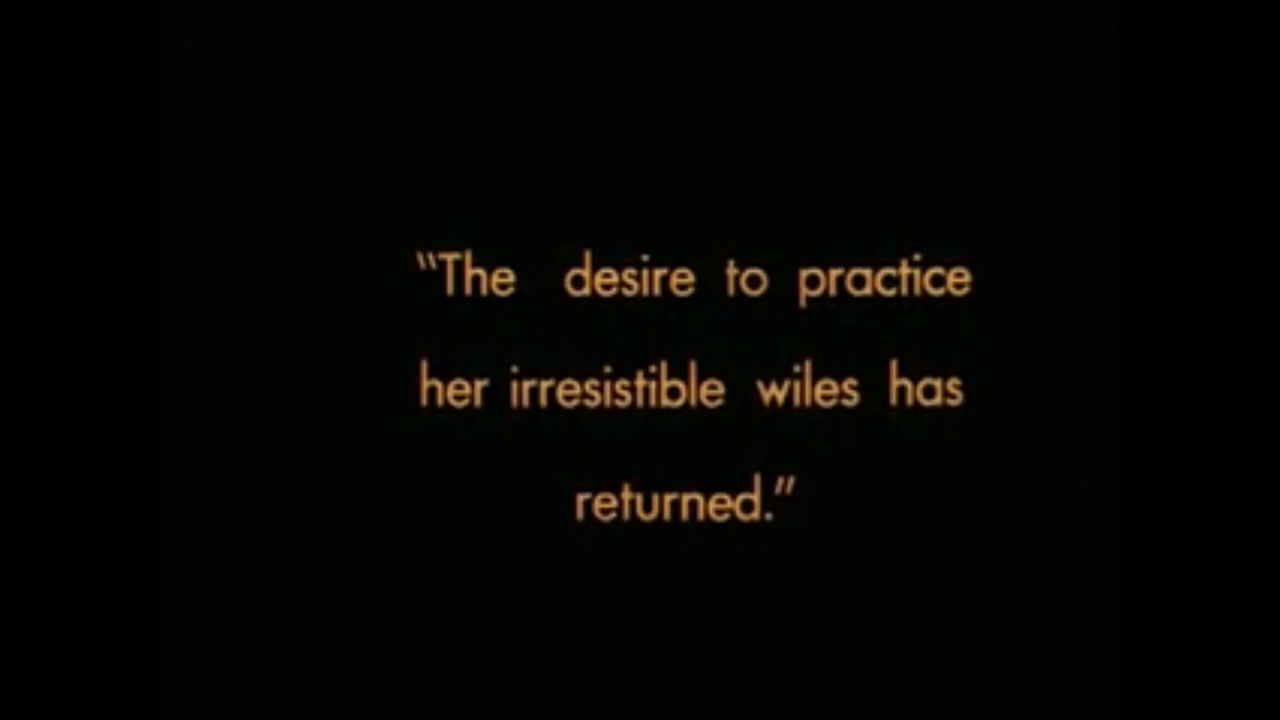 “The desire to practice
her irresistible wiles has
returned.”